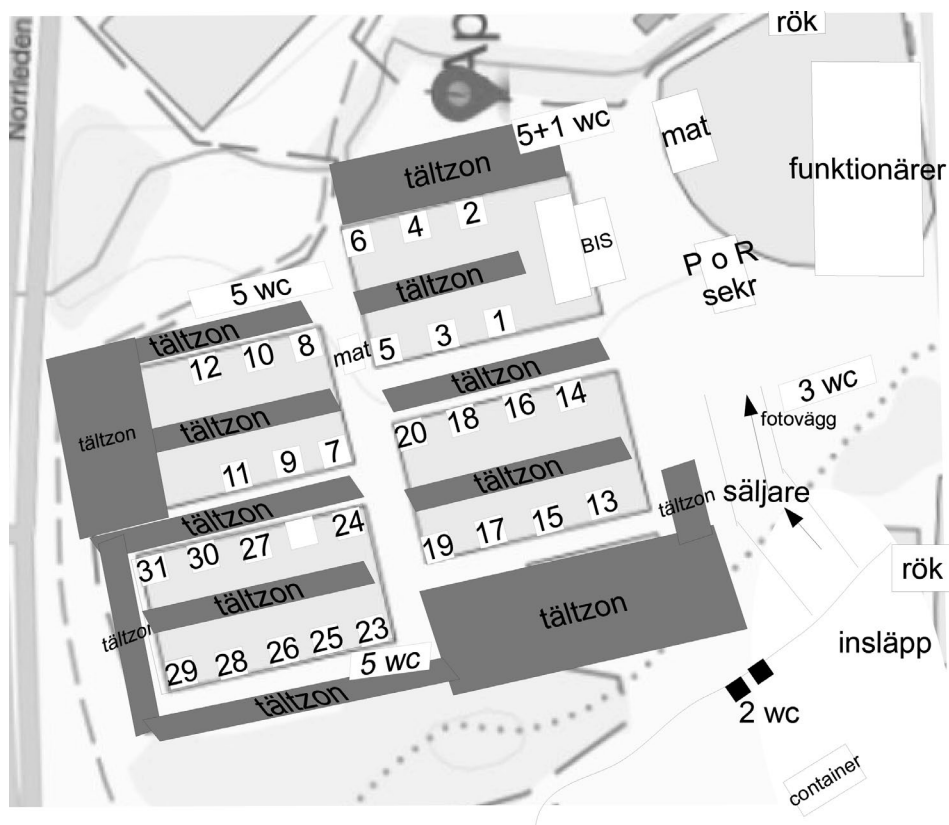 rök
Norrleden
Ap
5+1 wc
mat
tältzon
funktionärer
6 4 2
BIS
P o R
sekr
tältzon
5 wc
5 3 1
mat
tältzon
12 10 8
tältzon
3 wc
fotovägg
20 18 16 14
tältzon
tältzon
11 9 7
tältzon
säljare
tältzon
19 17 15 13
tältzon
31 30 27 24
rök
tältzon
tältzon
tältzon
insläpp
29 28 26 25 23
5 wc
tältzon
2 wc
container